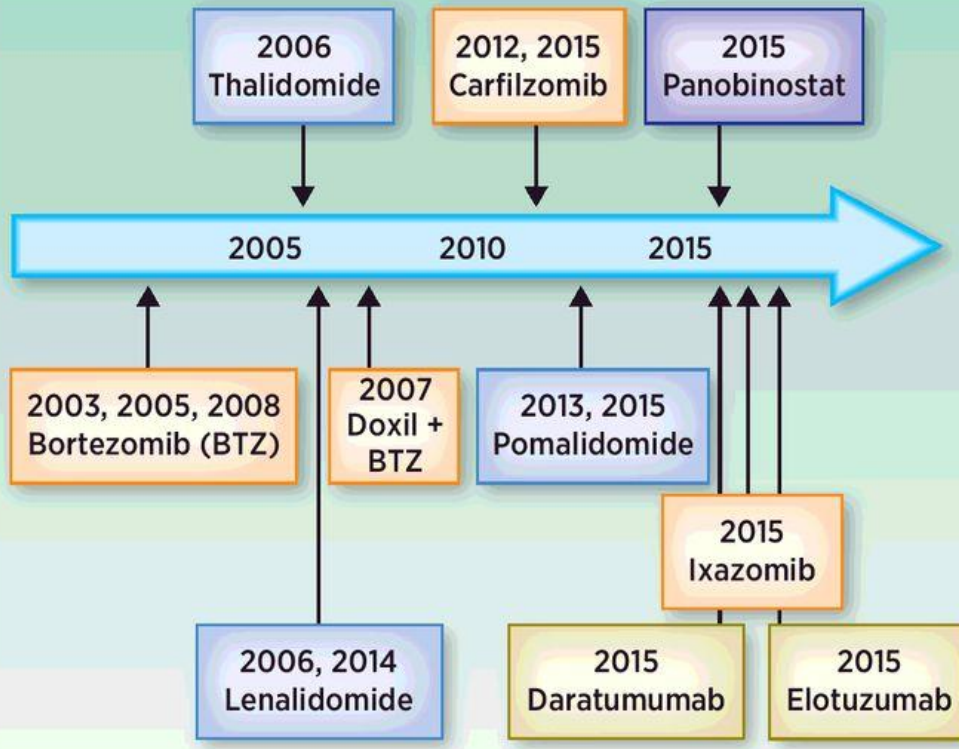 2006
Thalidomide
2012, 2015
Carfilzomib
2015
Panobinostat
2005
2010
2015
2003, 2005, 2008
Bortezomib (BTZ)
2007
Doxil +
BTZ
2013, 2015
Pomalidomide
2015
Ixazomib
2006, 2014
Lenalidomide
2015
Daratumumab
2015
Elotuzumab